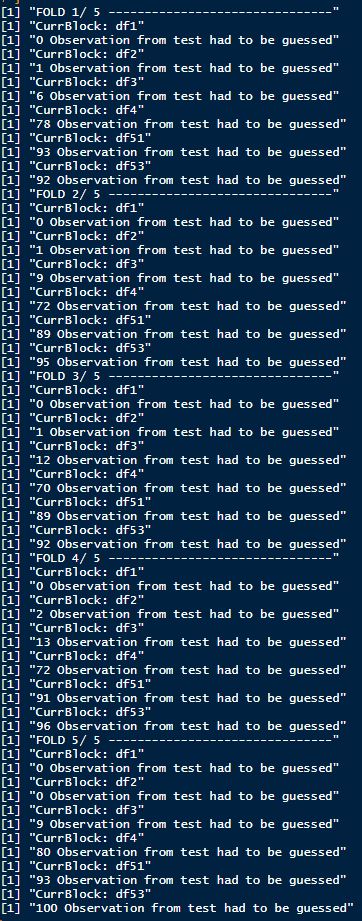 [1] "FOLD 1/ 5 -------------------------------"
[1] "CurrBlock: df1"
[1] "0 Observation from test had to be guessed"
[1] "CurrBlock: df2"
[1] "1 Observation from test had to be guessed"
[1] "CurrBlock: df3"
[1] "6 Observation from test had to be guessed"
[1] "CurrBlock: df4"
[1] "78 Observation from test had to be guessed"
[1] "CurrBlock: df51"
[1] "93 Observation from test had to be guessed"
[1] "CurrBlock: df53"
[1] "92 Observation from test had to be guessed"
[1] "FOLD 2/ 5 -------------------------------"
[1] "CurrBlock: df1"
[1] "0 Observation from test had to be guessed"
[1] "CurrBlock: df2"
[1] "1 Observation from test had to be guessed"
[1] "CurrBlock: df3"
[1] "9 Observation from test had to be guessed"
[1] "CurrBlock: df4"
[1] "72 Observation from test had to be guessed"
[1] "CurrBlock: df51"
[1] "89 Observation from test had to be guessed"
[1] "CurrBlock: df53"
[1] "95 Observation from test had to be guessed"
[1] "FOLD 3/ 5 -------------------------------"
[1] "CurrBlock: df1"
[1] "0 Observation from test had to be guessed"
[1] "CurrBlock: df2"
[1] "1 Observation from test had to be guessed"
[1] "CurrBlock: df3"
[1] "12 Observation from test had to be guessed"
[1] "CurrBlock: df4"
[1] "70 Observation from test had to be guessed"
[1] "CurrBlock: df51"
[1] "89 Observation from test had to be guessed"
[1] "CurrBlock: df53"
[1] "92 Observation from test had to be guessed"
[1] "FOLD 4/ 5 -------------------------------"
[1] "CurrBlock: df1"
[1] "0 Observation from test had to be guessed"
[1] "CurrBlock: df2"
[1] "2 Observation from test had to be guessed"
[1] "CurrBlock: df3"
[1] "13 Observation from test had to be guessed"
[1] "CurrBlock: df4"
[1] "72 Observation from test had to be guessed"
[1] "CurrBlock: df51"
[1] "91 Observation from test had to be guessed"
[1] "CurrBlock: df53"
[1] "96 Observation from test had to be guessed"
[1] "FOLD 5/ 5 -------------------------------"
[1] "CurrBlock: df1"
[1] "0 Observation from test had to be guessed"
[1] "CurrBlock: df2"
[1] "0 Observation from test had to be guessed"
[1] "CurrBlock: df3"
[1] "9 Observation from test had to be guessed"
[1] "CurrBlock: df4"
[1] "80 Observation from test had to be guessed"
[1] "CurrBlock: df51"
[1] "93 Observation from test had to be guessed"
[1] "CurrBlock: df53"
[1] "100 Observation from test had to be guessed"